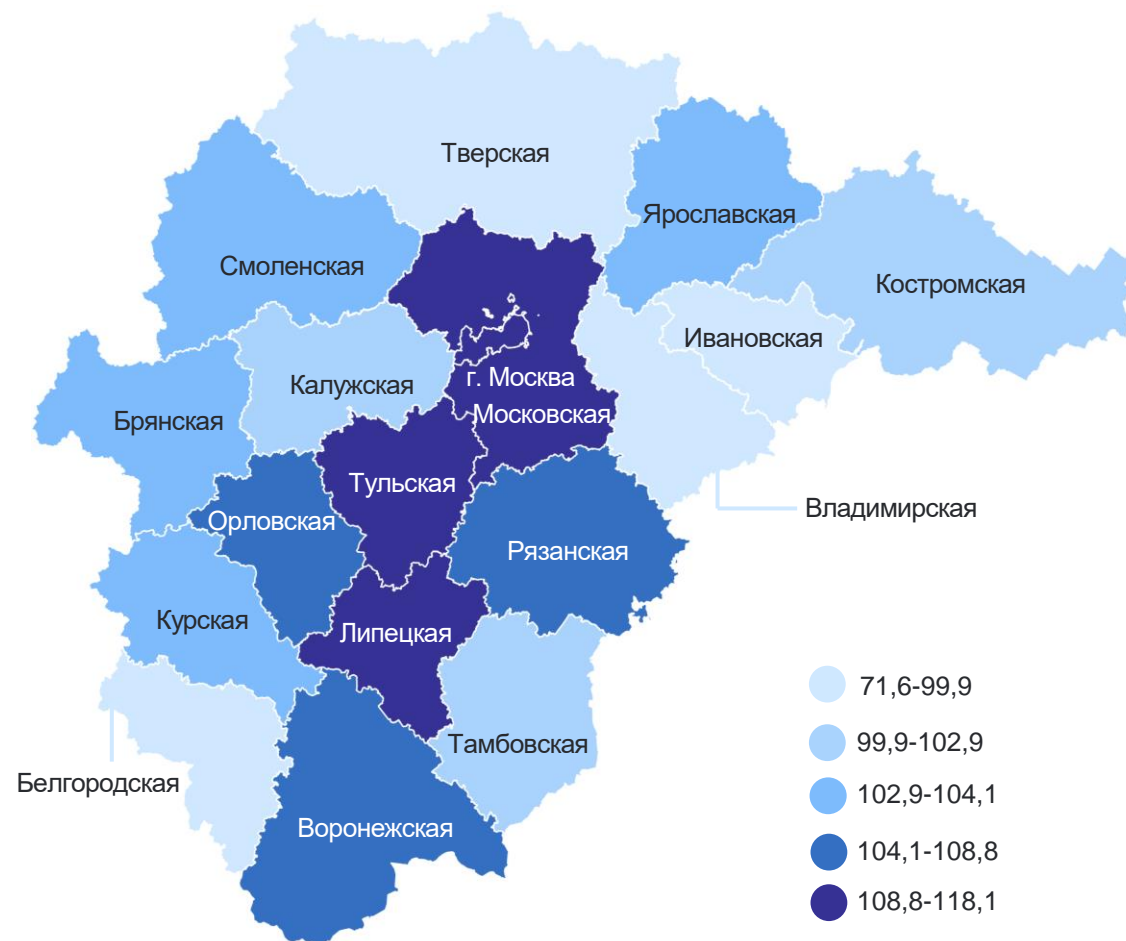 Тверская
Ярославская
Смоленская
Костромская
Ивановская
г. Москва
Калужская
Московская
Брянская
Тульская
Владимирская
Орловская
Рязанская
Курская
Липецкая
Тамбовская
Белгородская
Воронежская
71,6-99,9
99,9-102,9
102,9-104,1
104,1-108,8
108,8-118,1